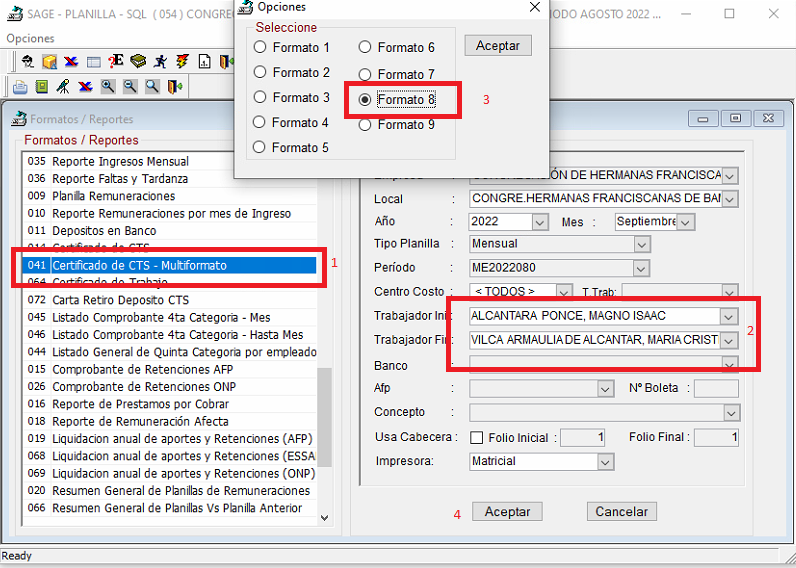 SAGE - PLANILLA - SQL ( 054 ) CONGREG
ODO AGOSTO 2022 ...
Opciones
Opciones
Seleccione
Formato 1
Formato 2
Formato 3
Formato 4
Formato 5
Formato 6
Formato 7
Formato 8
Formato 9
Aceptar
3
Formatos / Reportes
Formatos / Reportes
035 Reporte Ingresos Mensual
036 Reporte Faltas y Tardanza
009 Planilla Remuneraciones
010 Reporte Remuneraciones por mes de Ingreso
011 Depositos en Banco
014 Certificado de CTS
041 Certificado de CTS - Multiformato
064 Certificado de Trabajo
072 Carta Retiro Deposito CTS
045 Listado Comprobante 4ta Categoria - Mes
046 Listado Comprobante 4ta Categoria - Hasta Mes
044 Listado General de Quinta Categoria por empleado
015 Comprobante de Retenciones AFP
026 Comprobante de Retenciones ONP
016 Reporte de Prestamos por Cobrar
018 Reporte de Remuneración Afecta
019 Liquidacion anual de aportes y Retenciones (AFP)
068 Liquidacion anual de aportes y Retenciones (ESSA
069 Liquidacion anual de aportes y Retenciones (ONP)
020 Resumen General de Planillas de Remuneraciones
066 Resumen General de Planillas Vs Planilla Anterior
1
Empresa : CONGREGACIÓN DE HERMANAS FRANCISCA
Local : CONGRE.HERMANAS FRANCISCANAS DE BAN
Año : 2022 Mes : Septiembre
Tipo Planilla : Mensual
Período : ME2022080
Centro Costo : < TODOS > T.Trab:
Trabajador Ini: ALCANTARA PONCE, MAGNO ISAAC
Trabajador Fin: VILCA ARMAULIA DE ALCANTAR, MARIA CRISTI
2
Banco :
Afp : Nº Boleta :
Concepto :
Usa Cabecera : Folio Inicial : 1 Folio Final : 1
Impresora: Matricial
4
Aceptar
Cancelar
Ready